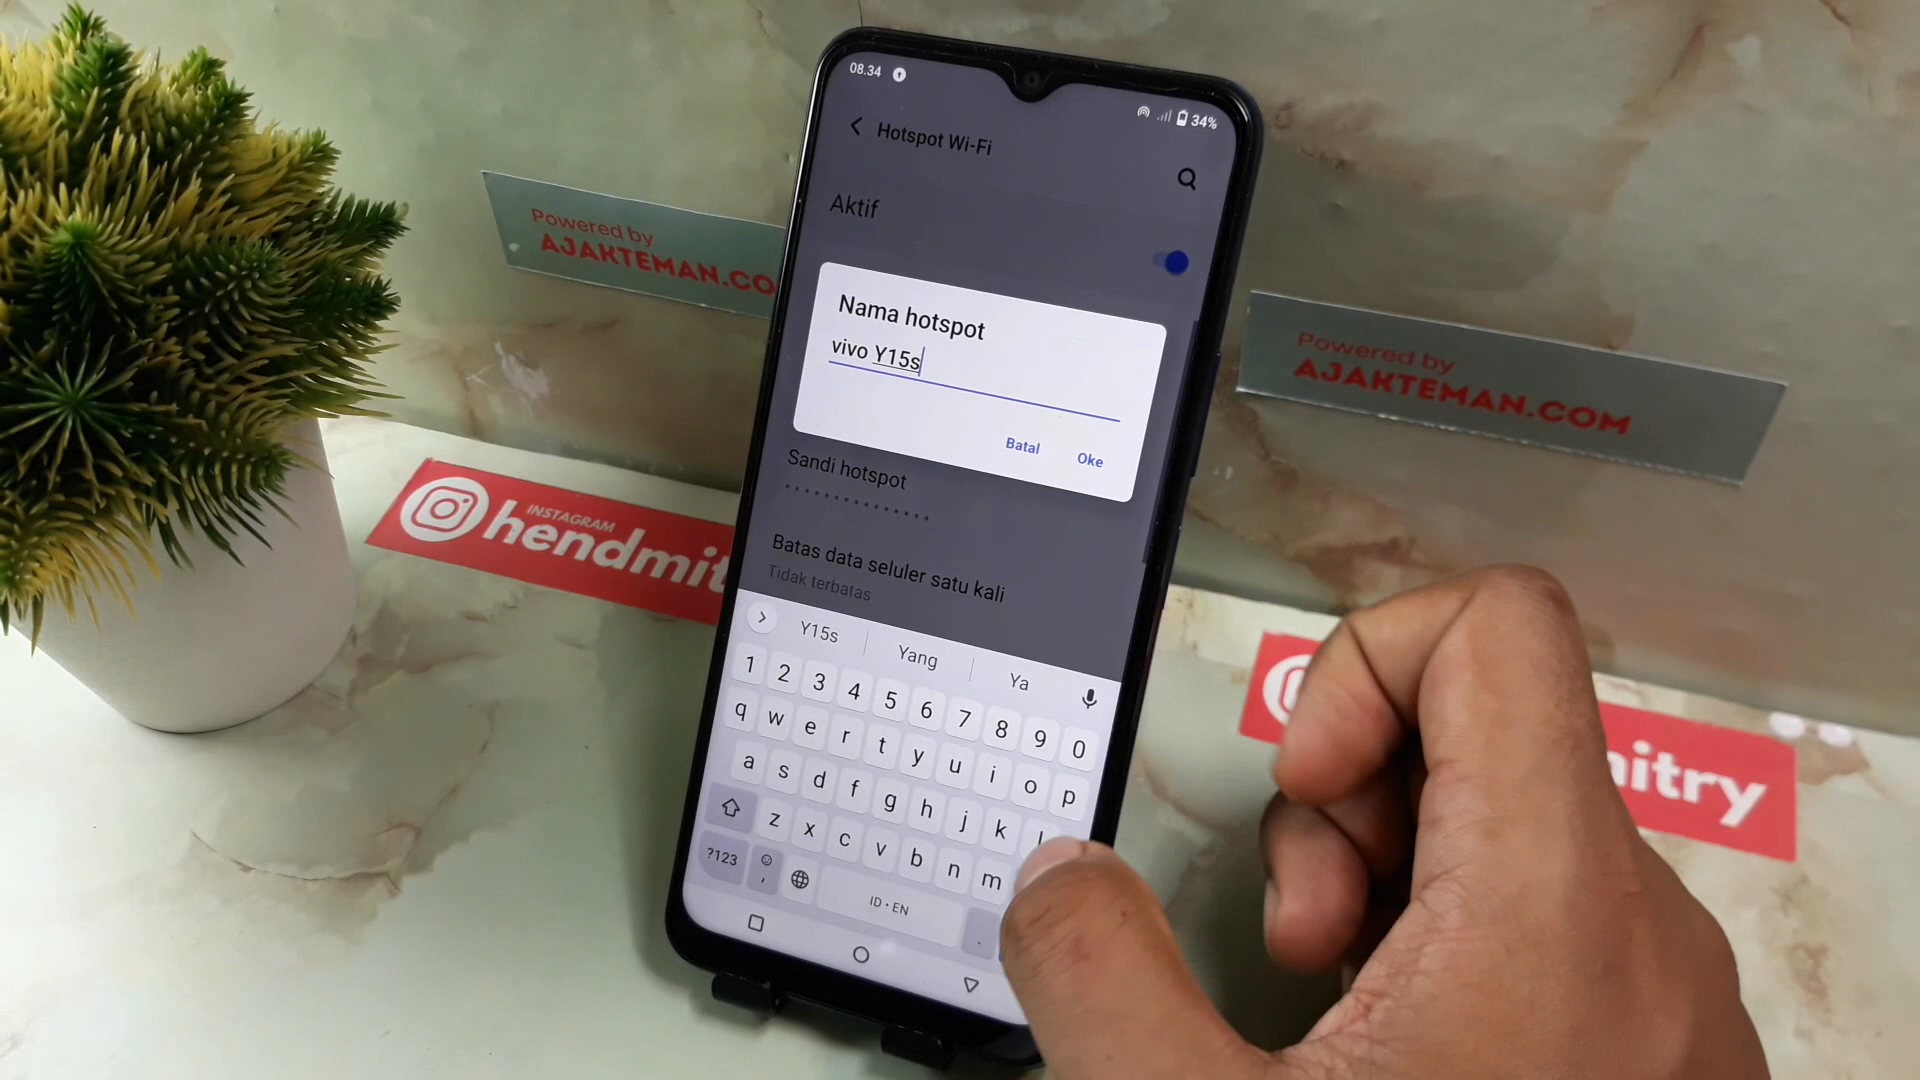 08.34
34%
Hotspot Wi-Fi
Aktif
Nama hotspot
vivo Y15s
Batal Oke
Sandi hotspot
Batas data seluler satu kali
Tidak terbatas
Y15s Yang Ya
1 2 3 4 5 6 7 8 9 0
q w e r t y u i o p
a s d f g h j k l
z x c v b n m
?123 , ID • EN .
Powered by
AJAKTEMAN.CO
Powered by
AJAKTEMAN.COM
INSTAGRAM
hendmit
mitry